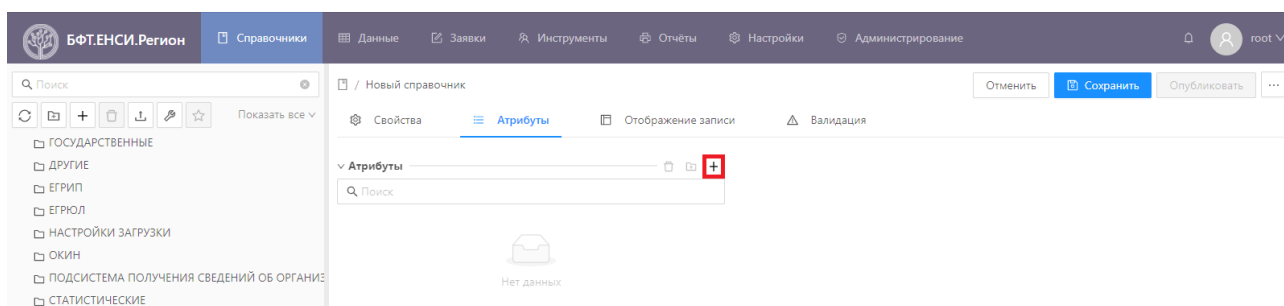 БФТ.ЕНСИ.Регион Справочники Данные Заявки Инструменты Отчёты Настройки Администрирование root
Поиск
/ Новый справочник Отменить Сохранить Опубликовать ...
Показать все
Свойства Атрибуты Отображение записи Валидация
ГОСУДАРСТВЕННЫЕ
ДРУГИЕ
ЕГРИП
ЕГРЮЛ
НАСТРОЙКИ ЗАГРУЗКИ
ОКИН
ПОДСИСТЕМА ПОЛУЧЕНИЯ СВЕДЕНИЙ ОБ ОРГАНИЗ
СТАТИСТИЧЕСКИЕ
Атрибуты
Поиск
Нет данных